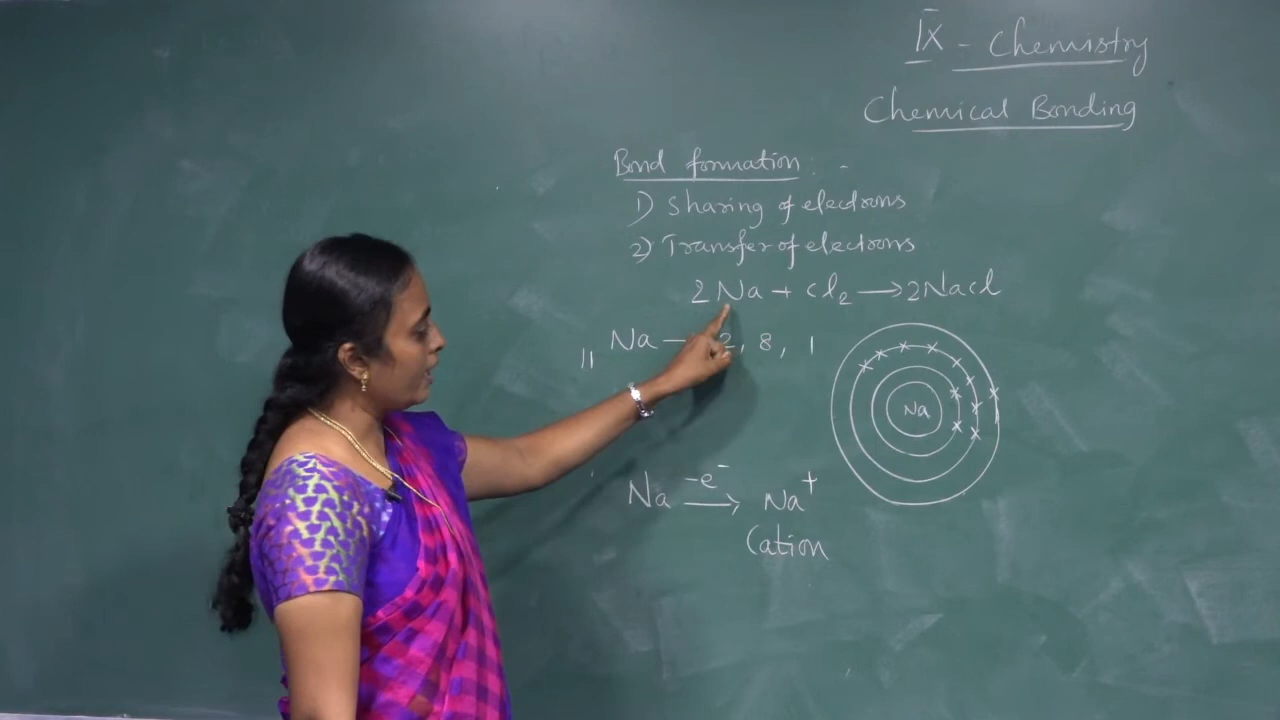 IX - Chemistry
Chemical Bonding
Bond formation : -
1) Sharing of electrons
2) Transfer of electrons
2Na + Cl₂ → 2Nacl
11 Na — 2, 8, 1
Na
Na -e⁻ → Na⁺
Cation